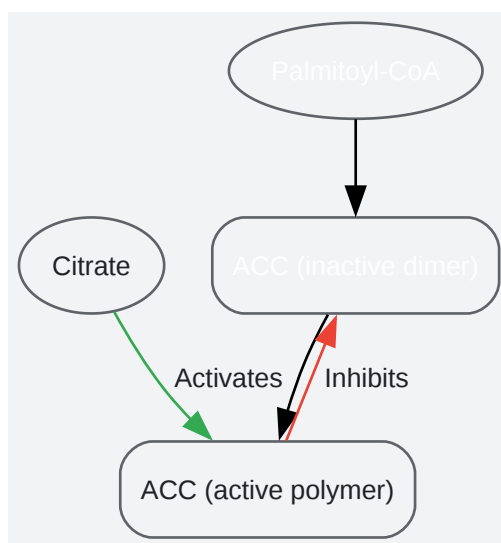 Palmitoyl-CoA
Citrate
ACC (inactive dimer)
Activates
Inhibits
ACC (active polymer)